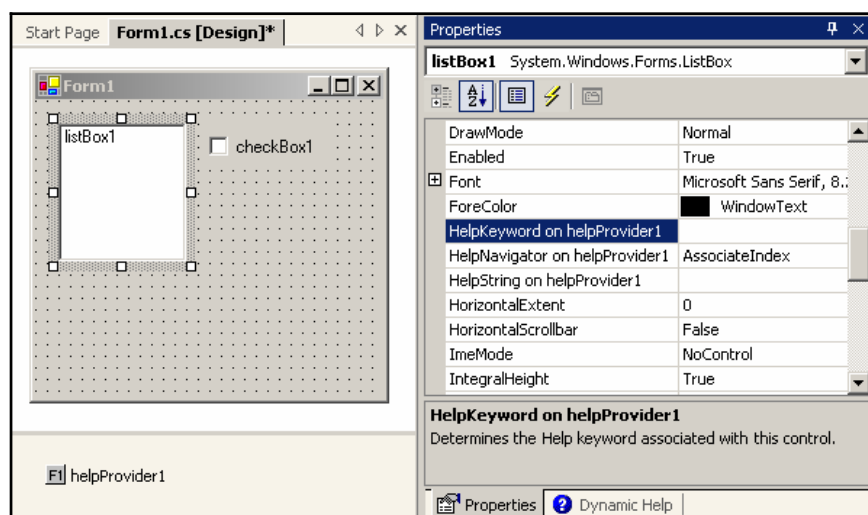 Start Page Form1.cs [Design]*
Form1
listBox1
checkBox1
F1 helpProvider1
Properties
listBox1 System.Windows.Forms.ListBox
DrawMode Normal
Enabled True
Font Microsoft Sans Serif, 8.
ForeColor WindowText
HelpKeyword on helpProvider1
HelpNavigator on helpProvider1 AssociateIndex
HelpString on helpProvider1
HorizontalExtent 0
HorizontalScrollbar False
ImeMode NoControl
IntegralHeight True
HelpKeyword on helpProvider1
Determines the Help keyword associated with this control.
Properties Dynamic Help